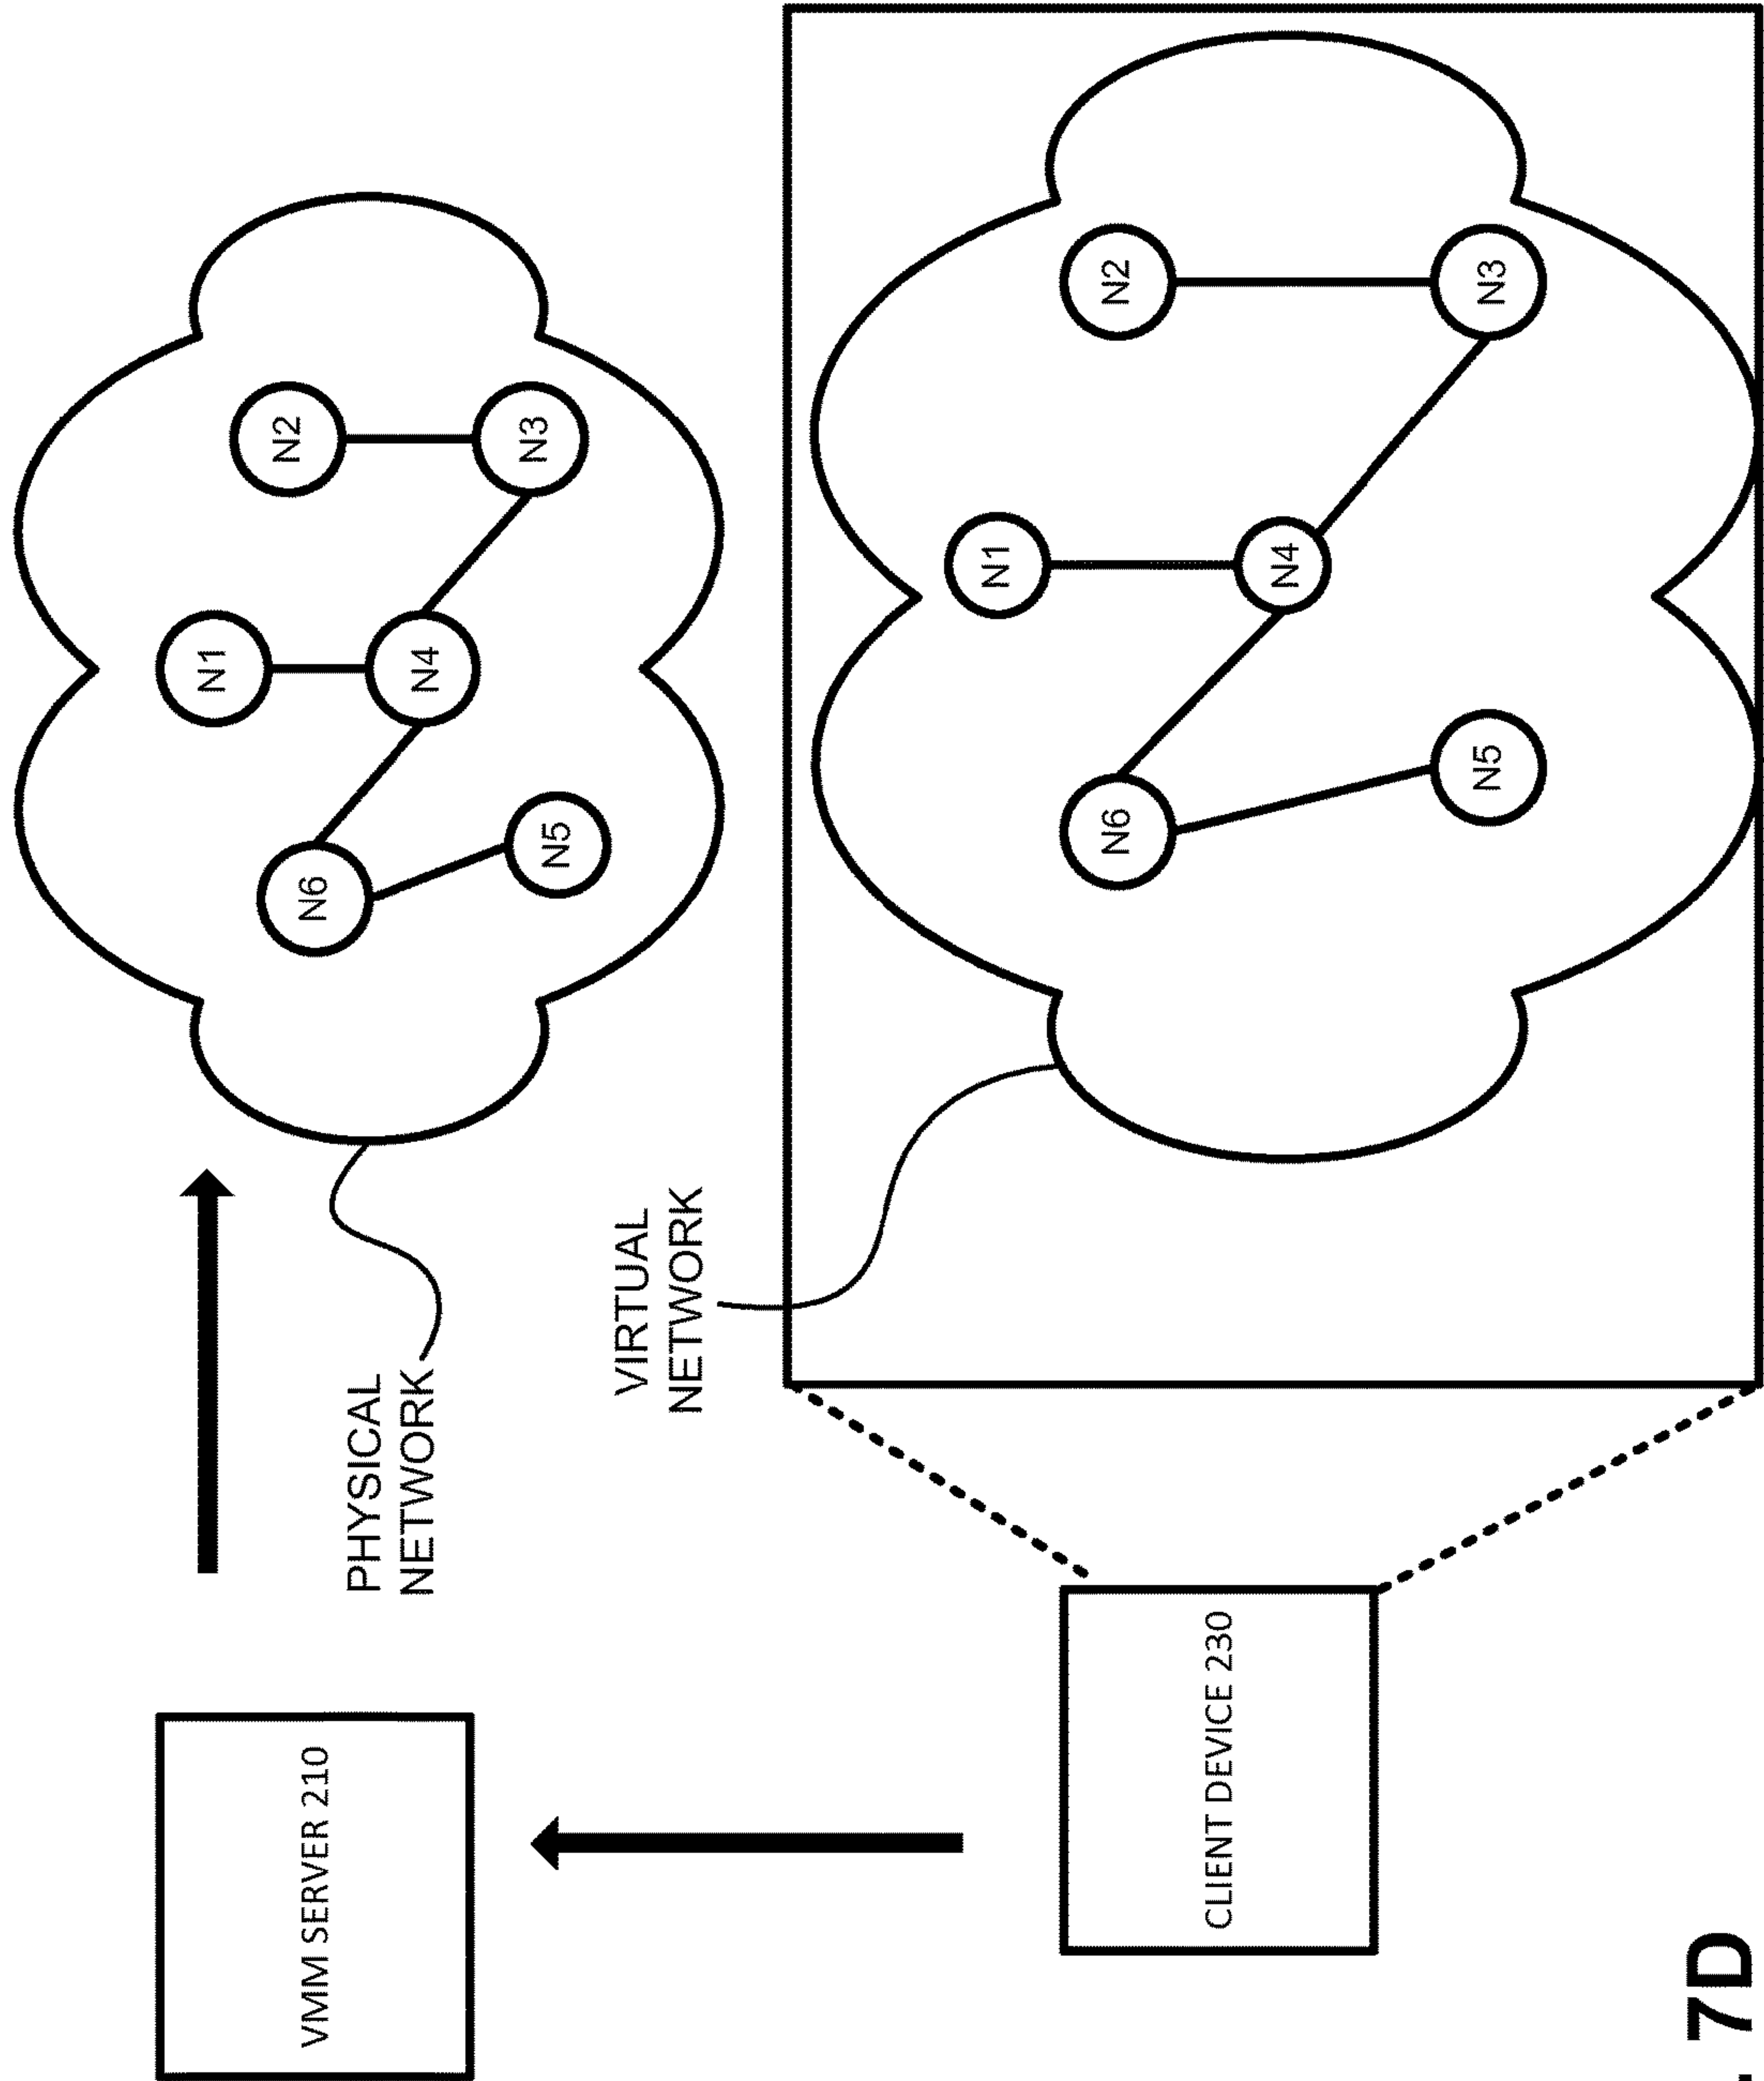 VMM SERVER 210
PHYSICAL
NETWORK
N6
N5
N1
N4
N2
N3
CLIENT DEVICE 230
VIRTUAL
NETWORK
N6
N5
N1
N4
N2
N3
. 7D